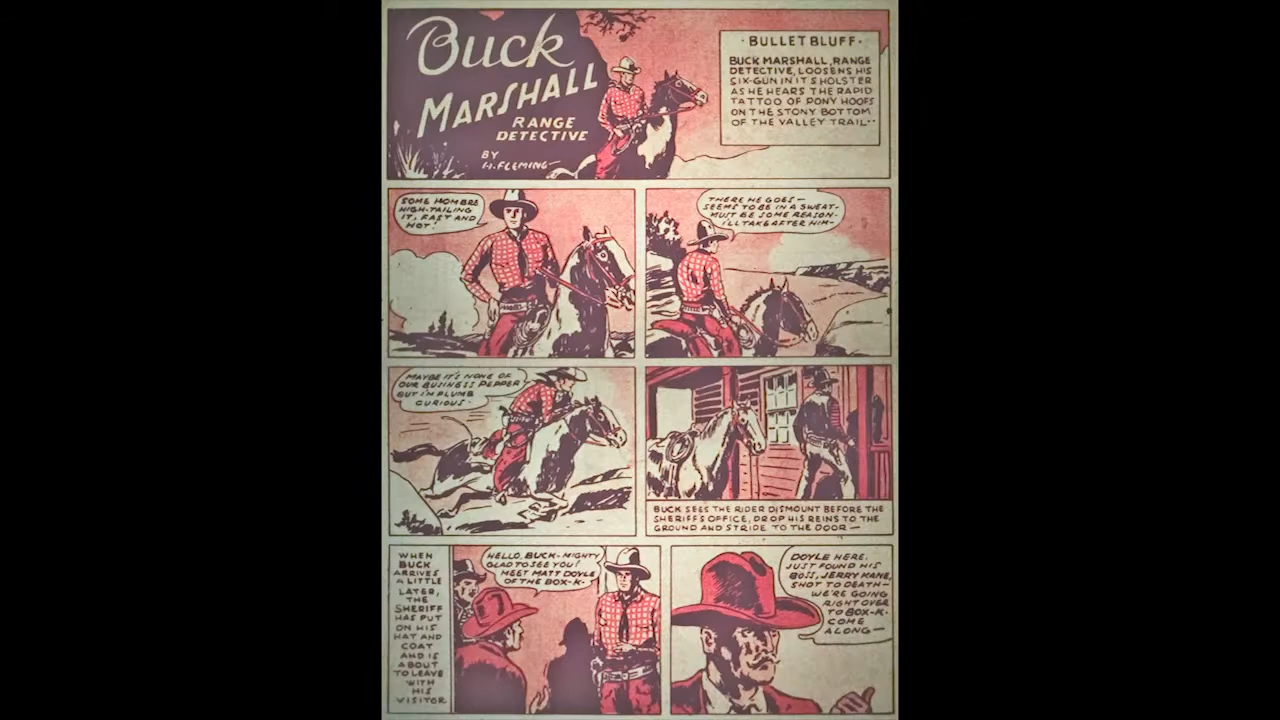 Buck
MARSHALL
RANGE
DETECTIVE
BY
H. FLEMING—
·BULLET BLUFF·
BUCK MARSHALL, RANGE
DETECTIVE, LOOSENS HIS
SIX-GUN IN ITS HOLSTER
AS HE HEARS THE RAPID
TATTOO OF PONY HOOFS
ON THE STONY BOTTOM
OF THE VALLEY TRAIL··
SOME HOMBRE
HIGH-TAILING
IT, FAST AND
HOT!
THERE HE GOES—
SEEMS TO BE IN A SWEAT-
MUST BE SOME REASON-
I'LL TAKE AFTER HIM—
MAYBE IT'S NONE OF
OUR BUSINESS PEPPER
BUT I'M PLUMB
CURIOUS·
BUCK SEES THE RIDER DISMOUNT BEFORE THE
SHERIFF'S OFFICE, DROP HIS REINS TO THE
GROUND AND STRIDE TO THE DOOR—
WHEN
BUCK
ARRIVES
A LITTLE
LATER,
THE
SHERIFF
HAS PUT
ON HIS
HAT AND
COAT
AND IS
ABOUT
TO LEAVE
WITH
HIS
VISITOR
HELLO, BUCK-MIGHTY
GLAD TO SEE YOU!
MEET MATT DOYLE
OF THE BOX-K·
DOYLE HERE,
JUST FOUND HIS
BOSS, JERRY KANE,
SHOT TO DEATH—
WE'RE GOING
RIGHT OVER
TO BOX-K·
COME
ALONG—